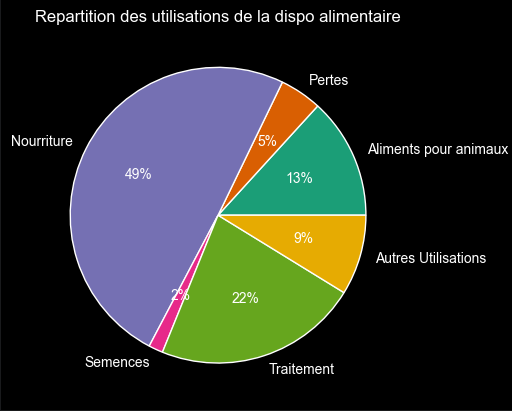 Repartition des utilisations de la dispo alimentaire
Pertes
Nourriture
5%
Aliments pour animaux
49%
13%
9%
Autres Utilisations
2%
22%
Semences
Traitement